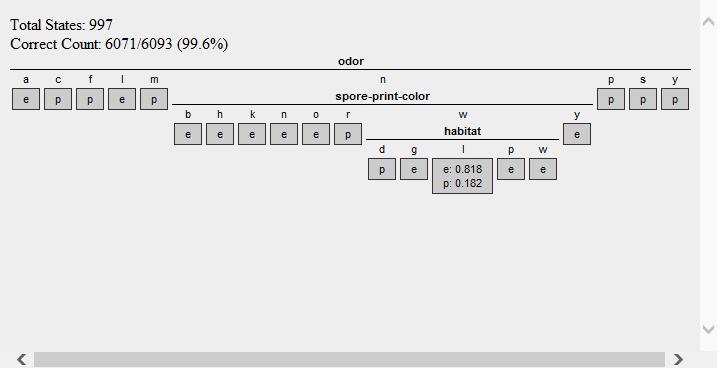 Total States: 997
Correct Count: 6071/6093 (99.6%)
odor
a c f l m n p s y
e p p e p p p p
spore-print-color
b h k n o r w y
e e e e e p e
habitat
d g l p w
p e e: 0.818 e e
p: 0.182